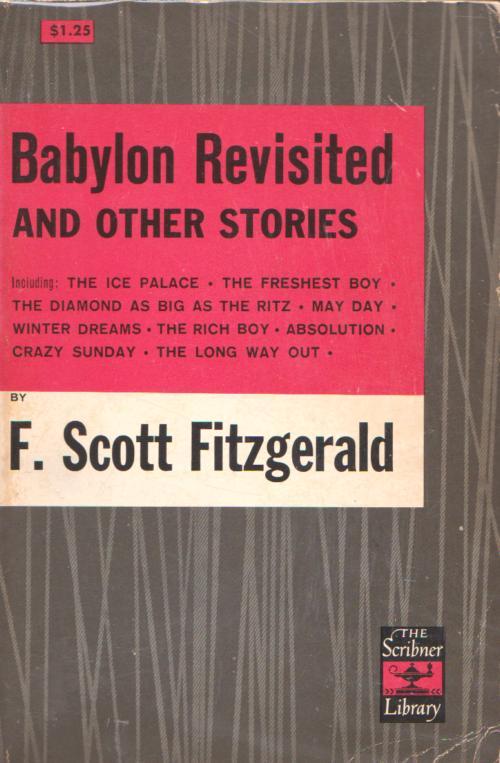 $1.25
Babylon Revisited
AND OTHER STORIES
Including: THE ICE PALACE • THE FRESHEST BOY •
THE DIAMOND AS BIG AS THE RITZ • MAY DAY •
WINTER DREAMS • THE RICH BOY • ABSOLUTION •
CRAZY SUNDAY • THE LONG WAY OUT •
BY
F. Scott Fitzgerald
THE
Scribner
Library